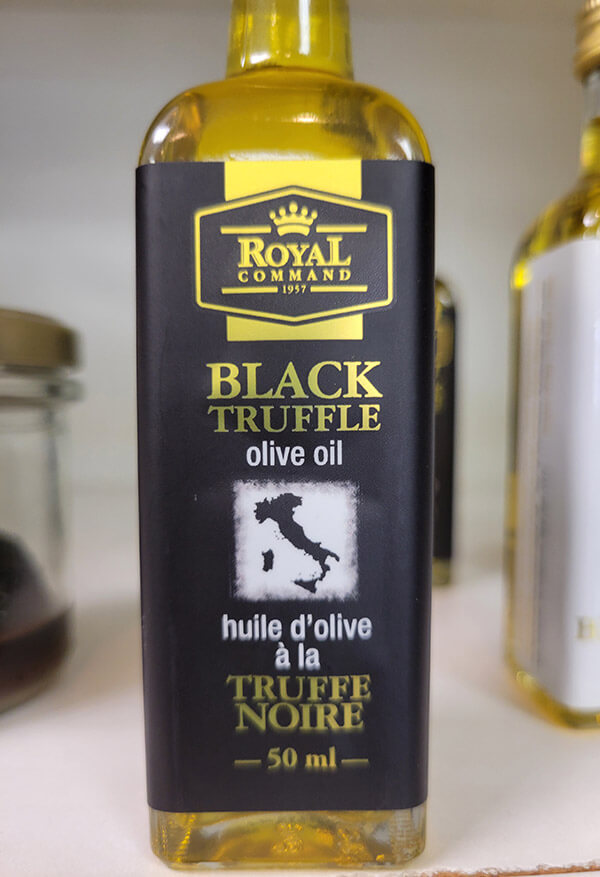 ROYAL
COMMAND
1957
BLACK
TRUFFLE
olive oil
huile d'olive
à la
TRUFFE
NOIRE
— 50 ml —